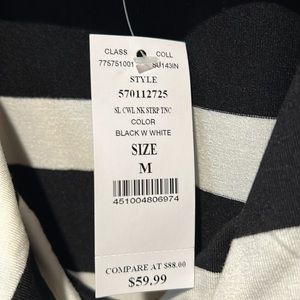 CLASS COLL
775751001 SU143IN
STYLE
570112725
SL CWL NK STRP TNC
COLOR
BLACK W WHITE
SIZE
M
451004806974
COMPARE AT $88.00
$59.99